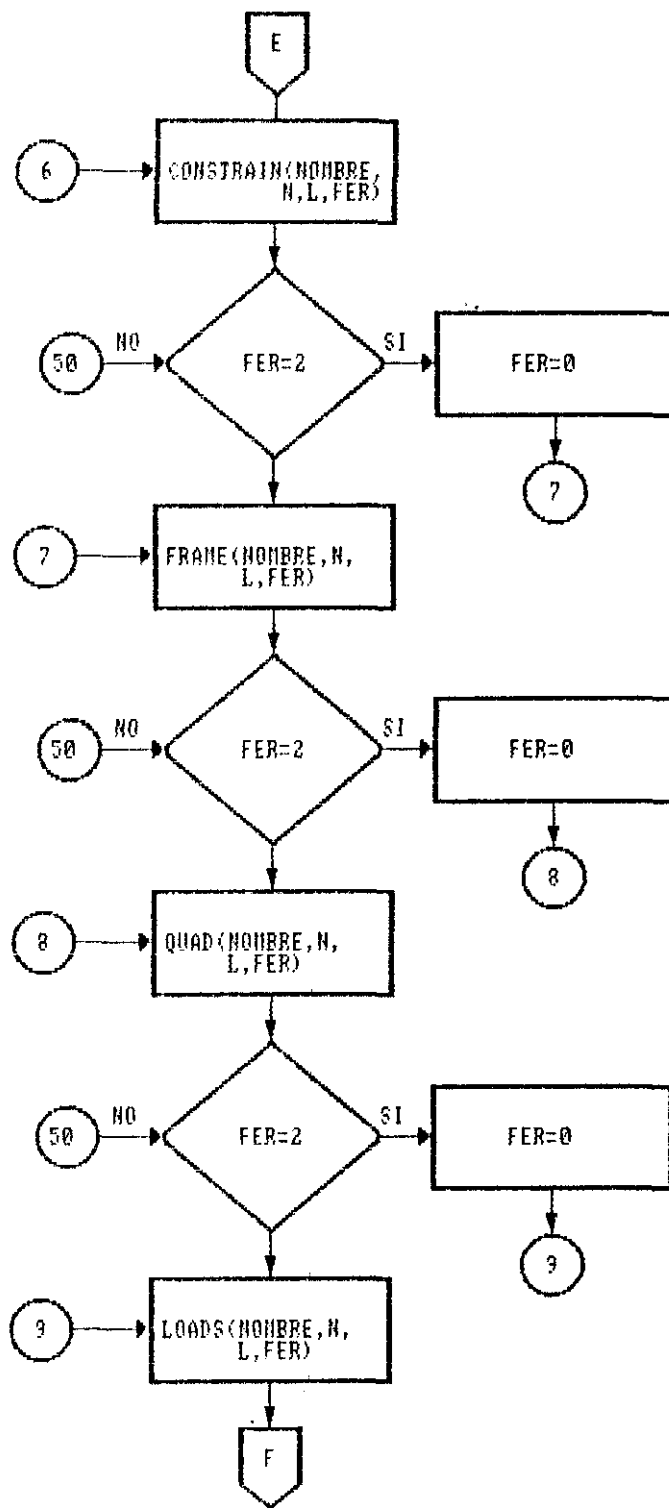 E
6
CONSTRAIN(NOMBRE,
N,L,FER)
50
NO
FER=2
SI
FER=0
7
7
FRAME(NOMBRE,N,
L,FER)
50
NO
FER=2
SI
FER=0
8
8
QUAD(NOMBRE,N,
L,FER)
50
NO
FER=2
SI
FER=0
9
9
LOADS(NOMBRE,N,
L,FER)
F